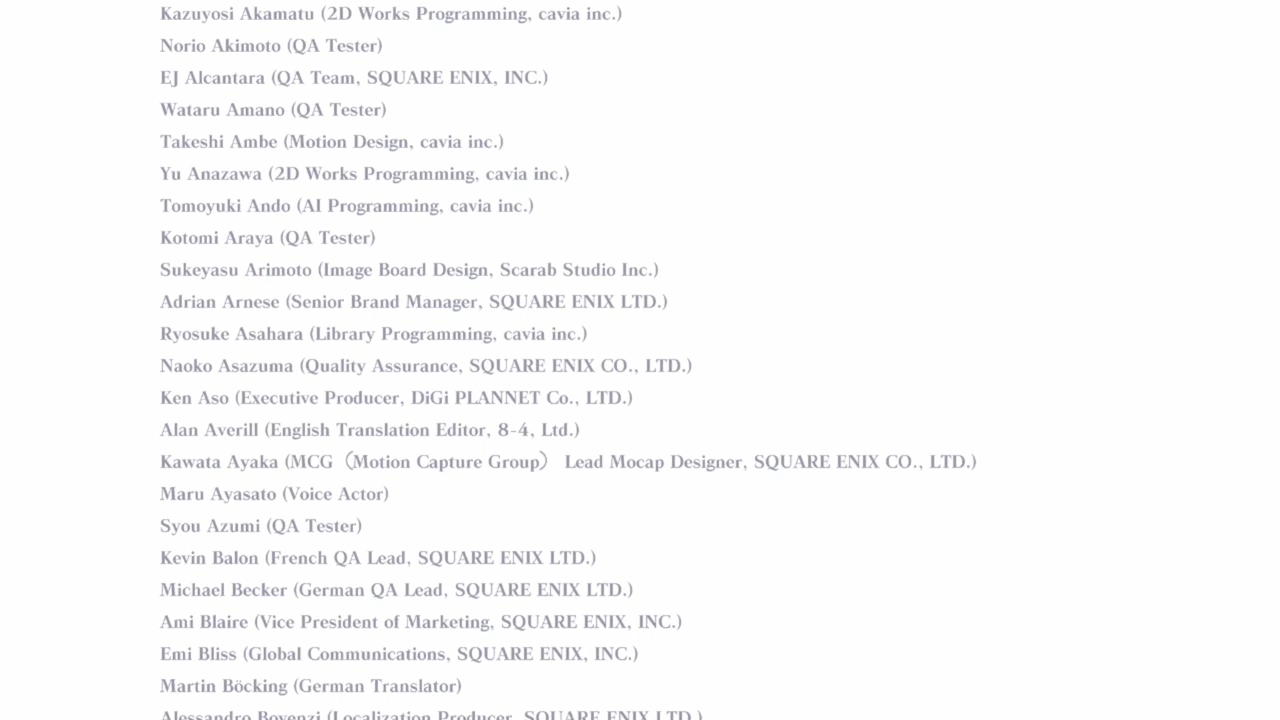 Kazuyosi Akamatu (2D Works Programming, cavia inc.)
Norio Akimoto (QA Tester)
EJ Alcantara (QA Team, SQUARE ENIX, INC.)
Wataru Amano (QA Tester)
Takeshi Ambe (Motion Design, cavia inc.)
Yu Anazawa (2D Works Programming, cavia inc.)
Tomoyuki Ando (AI Programming, cavia inc.)
Kotomi Araya (QA Tester)
Sukeyasu Arimoto (Image Board Design, Scarab Studio Inc.)
Adrian Arnese (Senior Brand Manager, SQUARE ENIX LTD.)
Ryosuke Asahara (Library Programming, cavia inc.)
Naoko Asazuma (Quality Assurance, SQUARE ENIX CO., LTD.)
Ken Aso (Executive Producer, DiGi PLANNET Co., LTD.)
Alan Averill (English Translation Editor, 8-4, Ltd.)
Kawata Ayaka (MCG（Motion Capture Group） Lead Mocap Designer, SQUARE ENIX CO., LTD.)
Maru Ayasato (Voice Actor)
Syou Azumi (QA Tester)
Kevin Balon (French QA Lead, SQUARE ENIX LTD.)
Michael Becker (German QA Lead, SQUARE ENIX LTD.)
Ami Blaire (Vice President of Marketing, SQUARE ENIX, INC.)
Emi Bliss (Global Communications, SQUARE ENIX, INC.)
Martin Böcking (German Translator)
Alessandro Bovenzi (Localization Producer, SQUARE ENIX LTD.)